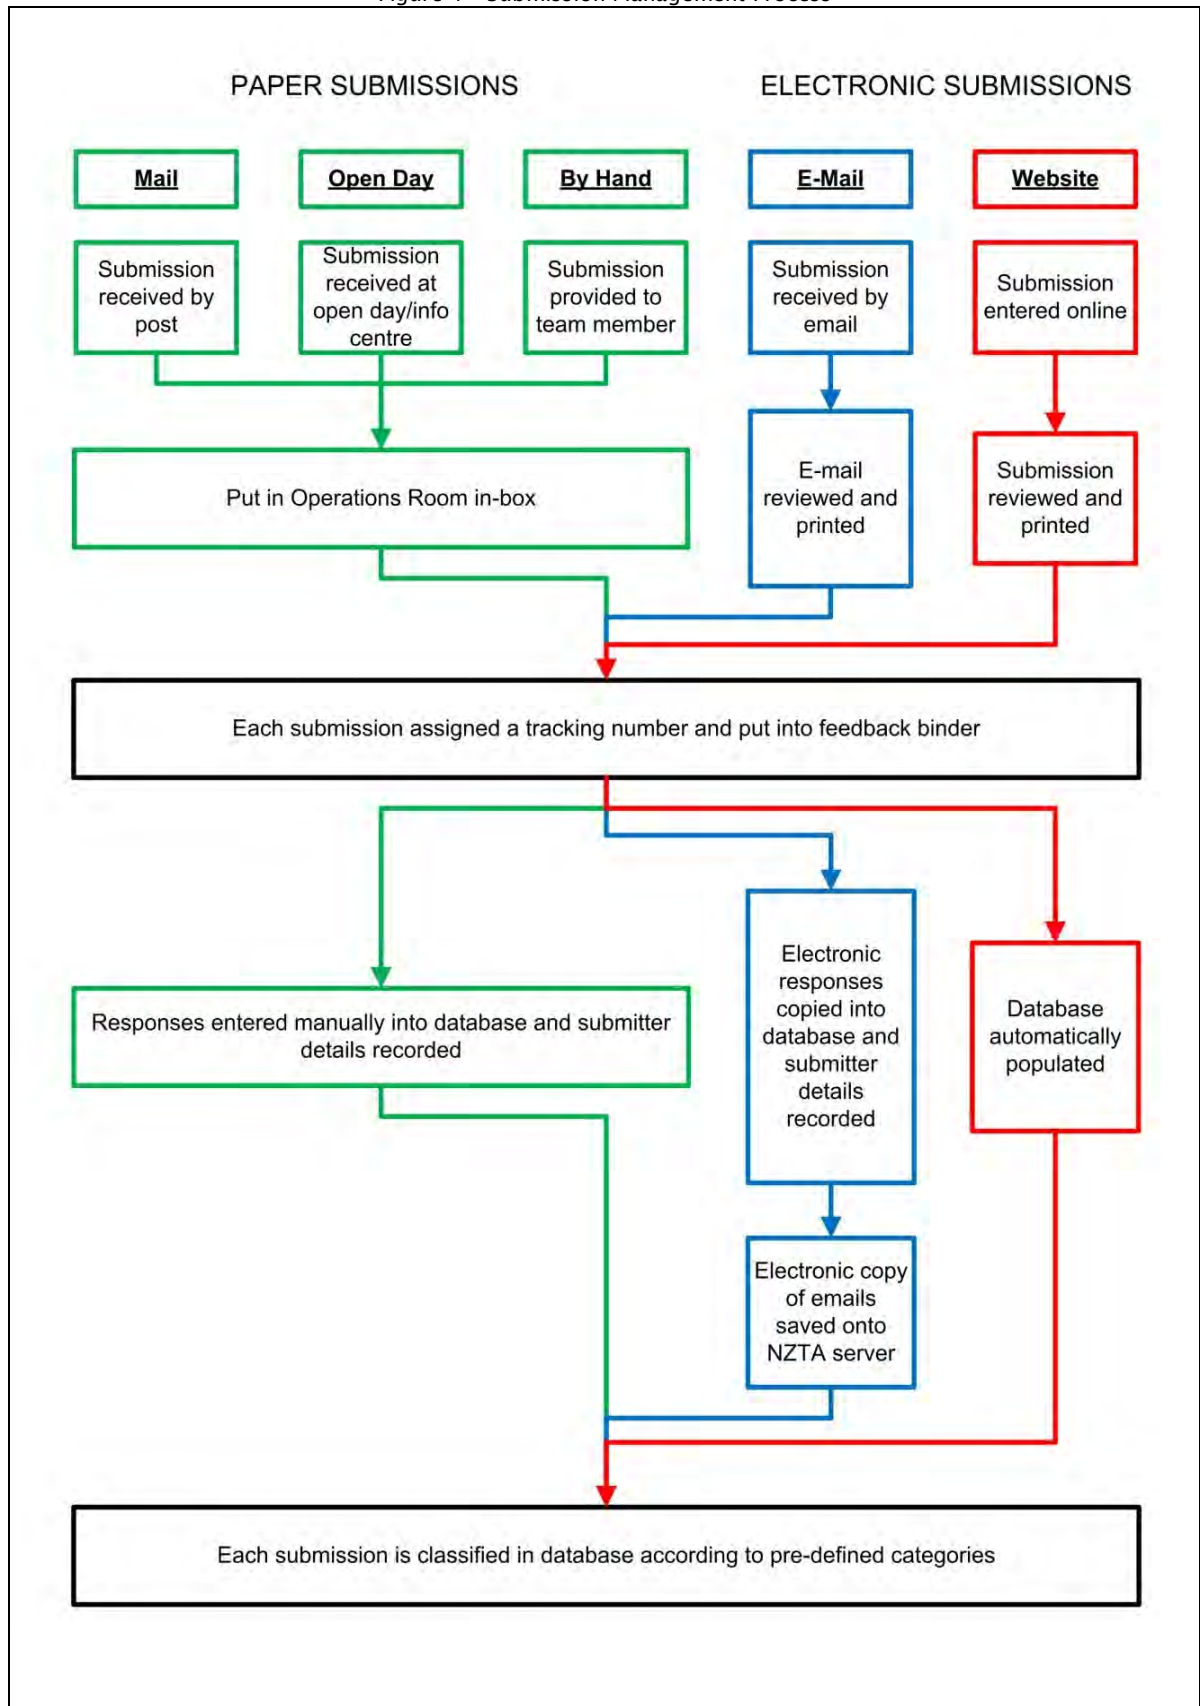 Submission Management Process
PAPER SUBMISSIONS
ELECTRONIC SUBMISSIONS
Mail
Open Day
By Hand
E-Mail
Website
Submission
received by
post
Submission
received at
open day/info
centre
Submission
provided to
team member
Submission
received by
email
Submission
entered online
Put in Operations Room in-box
E-mail
reviewed and
printed
Submission
reviewed and
printed
Each submission assigned a tracking number and put into feedback binder
Responses entered manually into database and submitter
details recorded
Electronic
responses
copied into
database and
submitter
details
recorded
Database
automatically
populated
Electronic copy
of emails
saved onto
NZTA server
Each submission is classified in database according to pre-defined categories